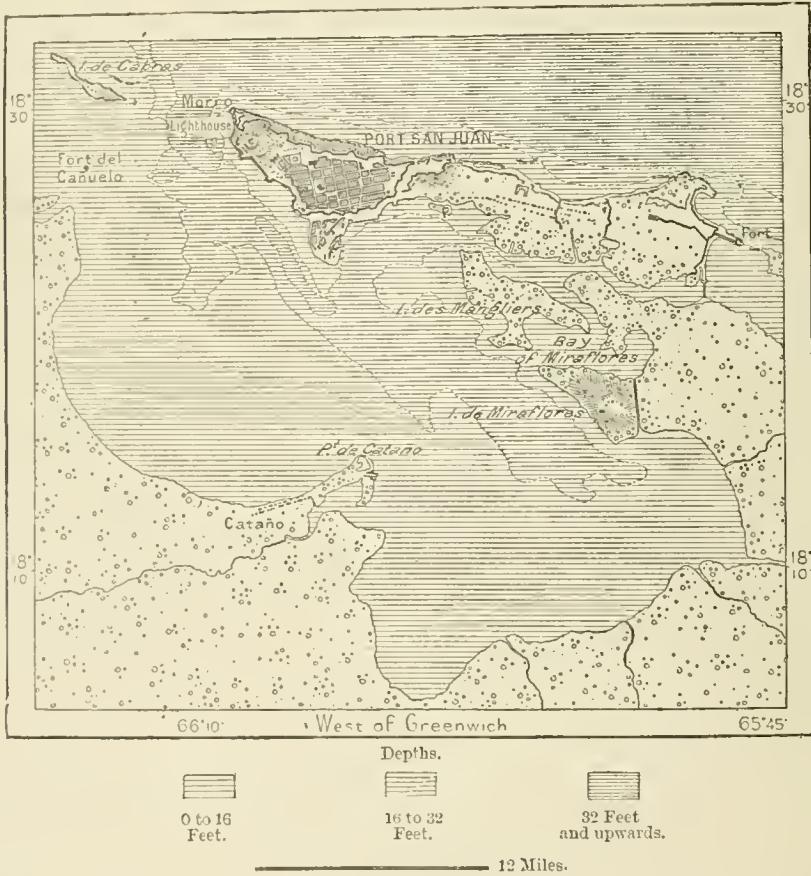 I. de Cabras
18°
30'
18°
30'
Morro
Lighthouse
PORT SAN JUAN
Fort del
Cañuelo
Port
I. des Mangliers
Bay
of Miraflores
I. de Miraflores
Pt. de Cataño
Cataño
18°
10'
18°
10'
66°10' West of Greenwich 65°45'
Depths.
0 to 16
Feet.
16 to 32
Feet.
32 Feet
and upwards.
12 Miles.